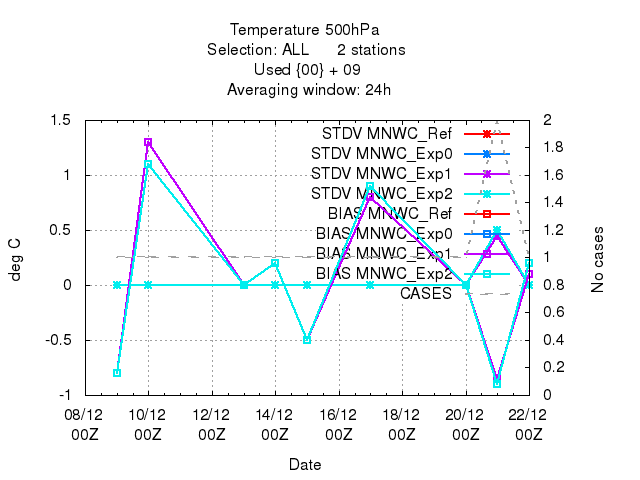 Temperature 500hPa
Selection: ALL 2 stations
Used {00} + 09
Averaging window: 24h
STDV MNWC_Ref
STDV MNWC_Exp0
STDV MNWC_Exp1
STDV MNWC_Exp2
BIAS MNWC_Ref
BIAS MNWC_Exp0
BIAS MNWC_Exp1
BIAS MNWC_Exp2
CASES
1.5
1
0.5
0
-0.5
-1
deg C
2
1.8
1.6
1.4
1.2
1
0.8
0.6
0.4
0.2
0
No cases
08/12 10/12 12/12 14/12 16/12 18/12 20/12 22/12
00Z 00Z 00Z 00Z 00Z 00Z 00Z 00Z
Date